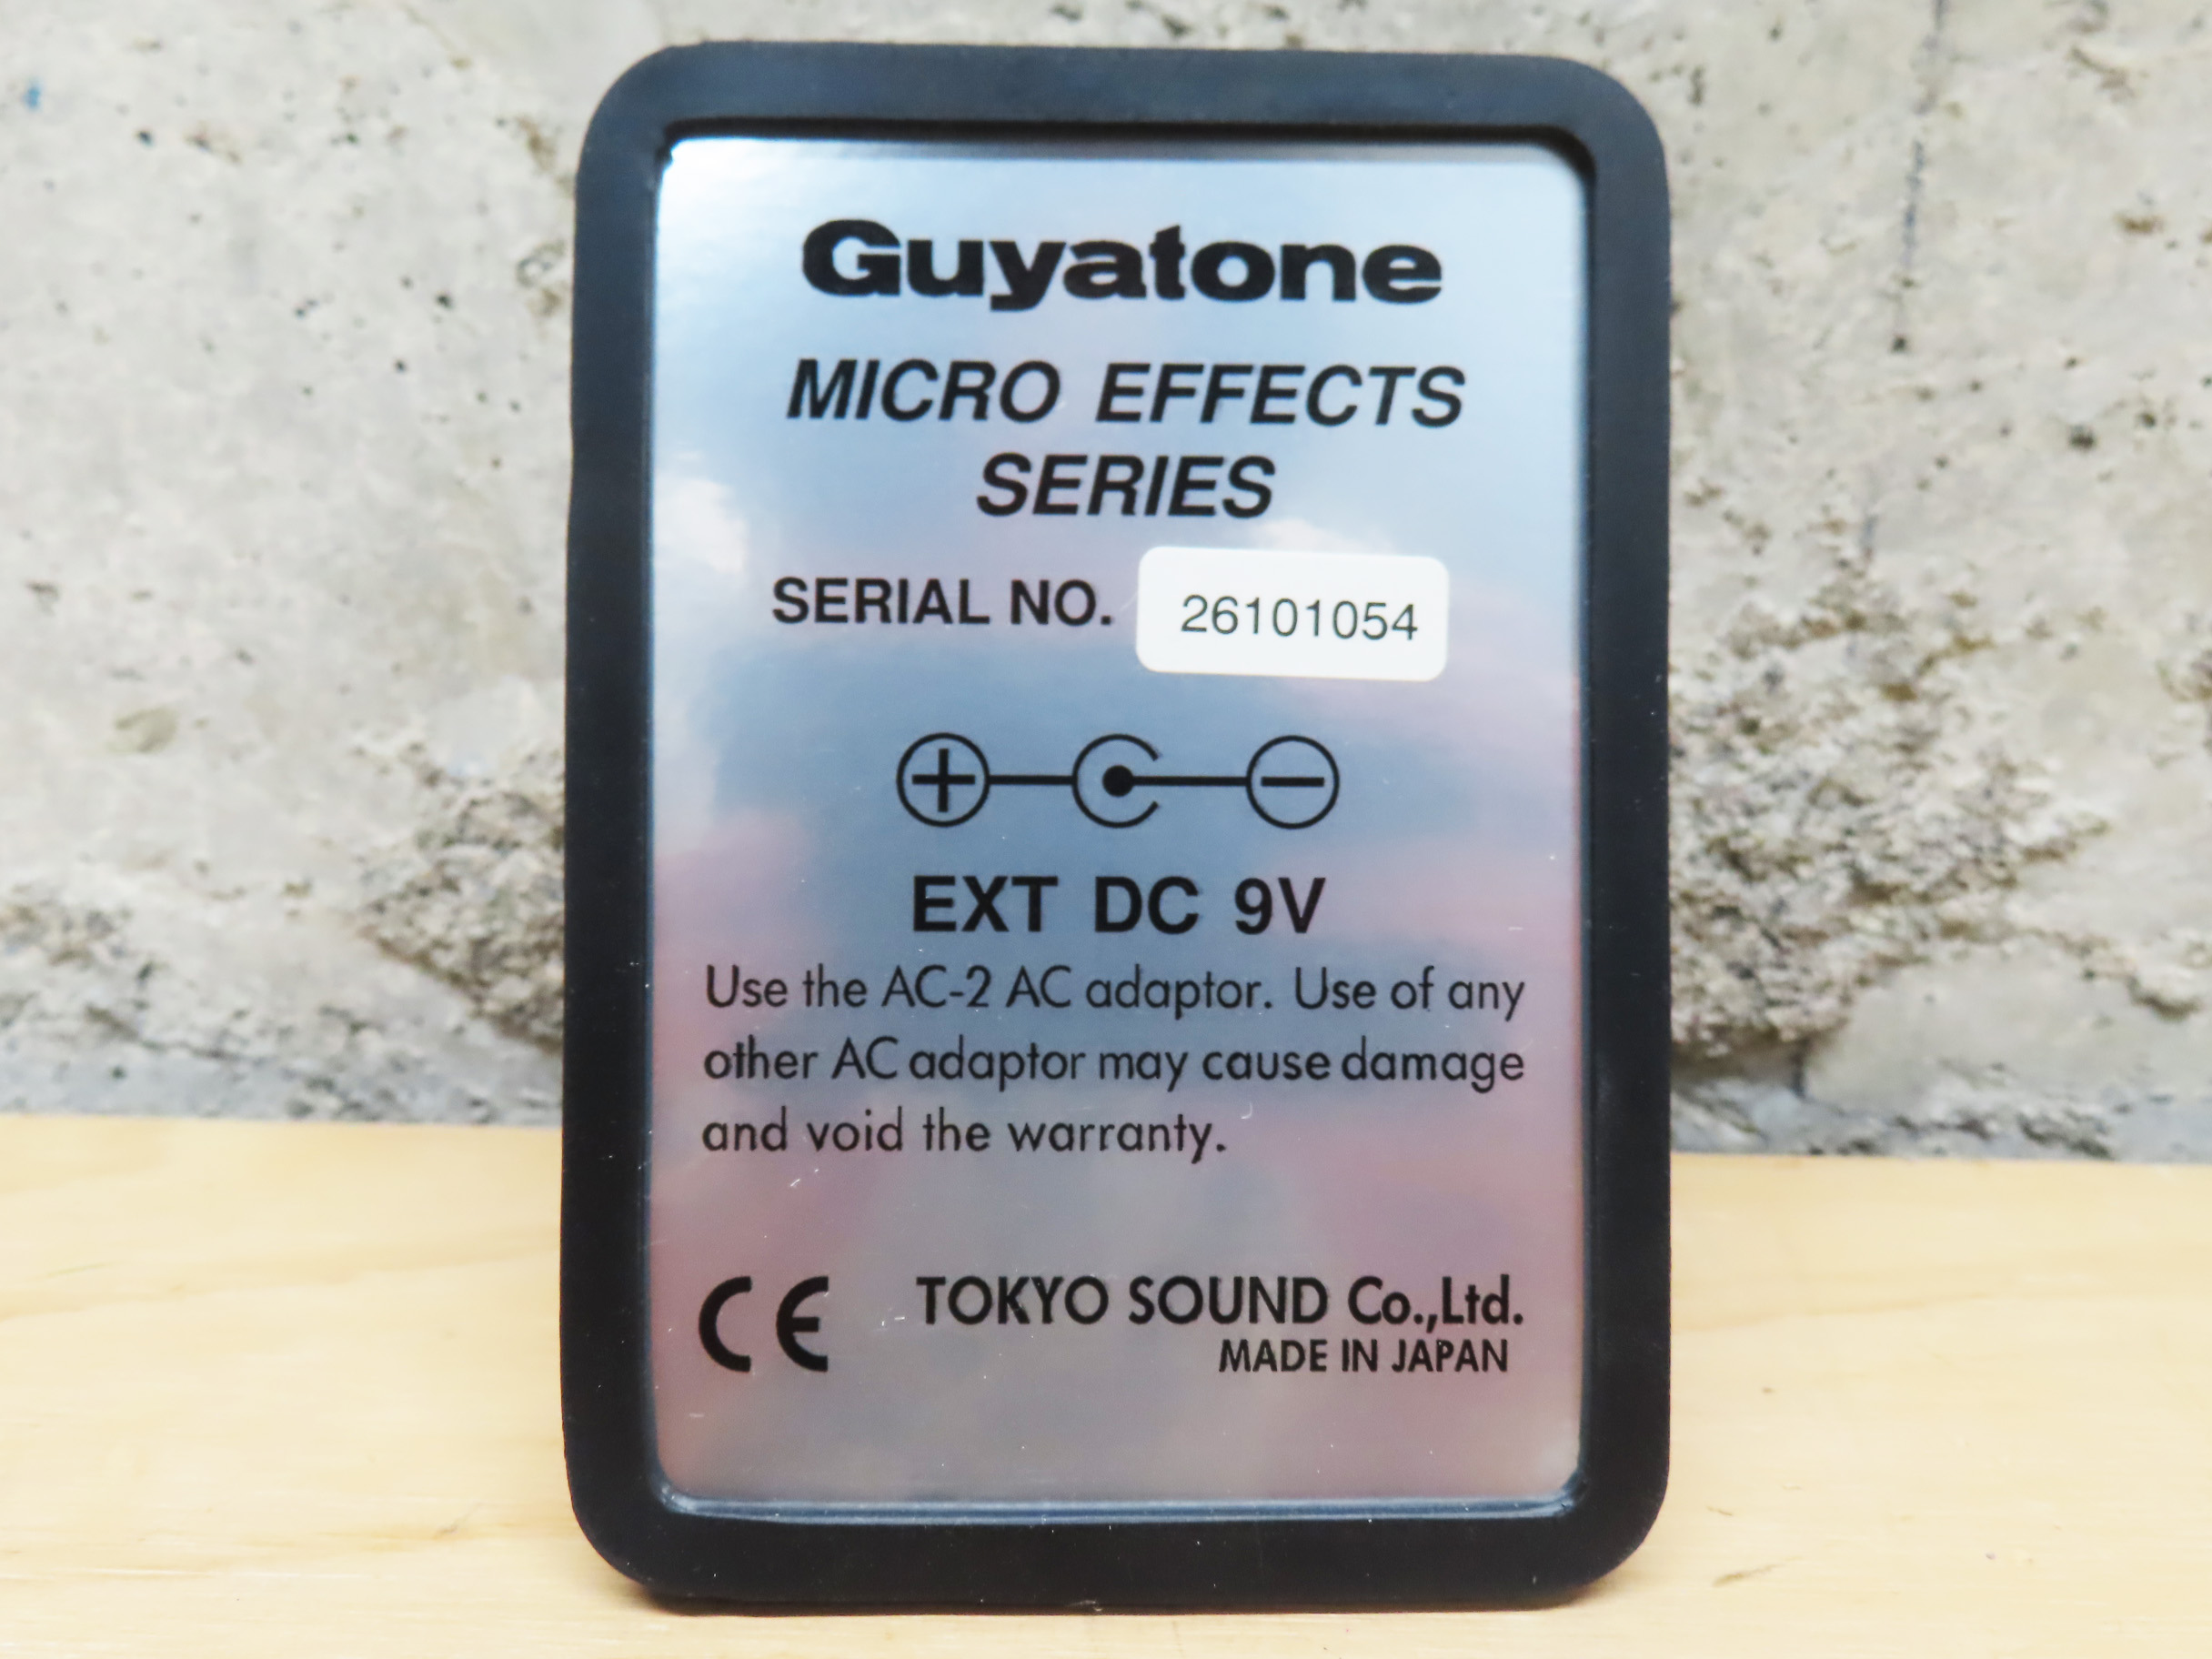 Guyatone
MICRO EFFECTS
SERIES
SERIAL NO. 26101054
EXT DC 9V
Use the AC-2 AC adaptor. Use of any
other AC adaptor may cause damage
and void the warranty.
CE TOKYO SOUND Co.,Ltd.
MADE IN JAPAN